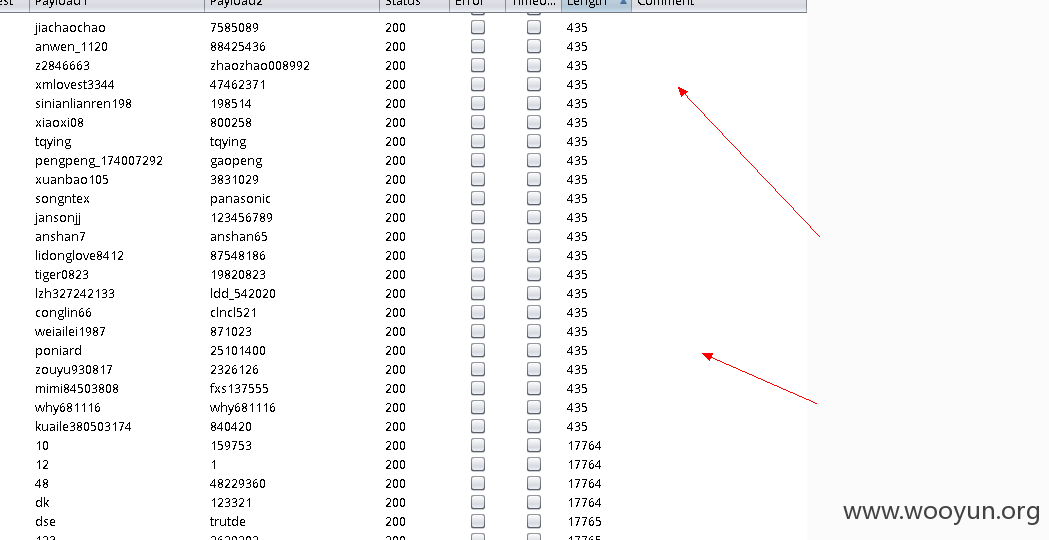 Payload1 Payload2 Status Error Timeo... Length Comment
jiachaochao 7585089 200 435
anwen_1120 88425436 200 435
z2846663 zhaozhao008992 200 435
xmlovest3344 47462371 200 435
sinianlianren198 198514 200 435
xiaoxi08 800258 200 435
tqying tqying 200 435
pengpeng_174007292 gaopeng 200 435
xuanbao105 3831029 200 435
songntex panasonic 200 435
jansonjj 123456789 200 435
anshan7 anshan65 200 435
lidonglove8412 87548186 200 435
tiger0823 19820823 200 435
lzh327242133 ldd_542020 200 435
conglin66 clncl521 200 435
weiailei1987 871023 200 435
poniard 25101400 200 435
zouyu930817 2326126 200 435
mimi84503808 fxs137555 200 435
why681116 why681116 200 435
kuaile380503174 840420 200 435
10 159753 200 17764
12 1 200 17764
48 48229360 200 17764
dk 123321 200 17764
dse trutde 200 17765
www.wooyun.org